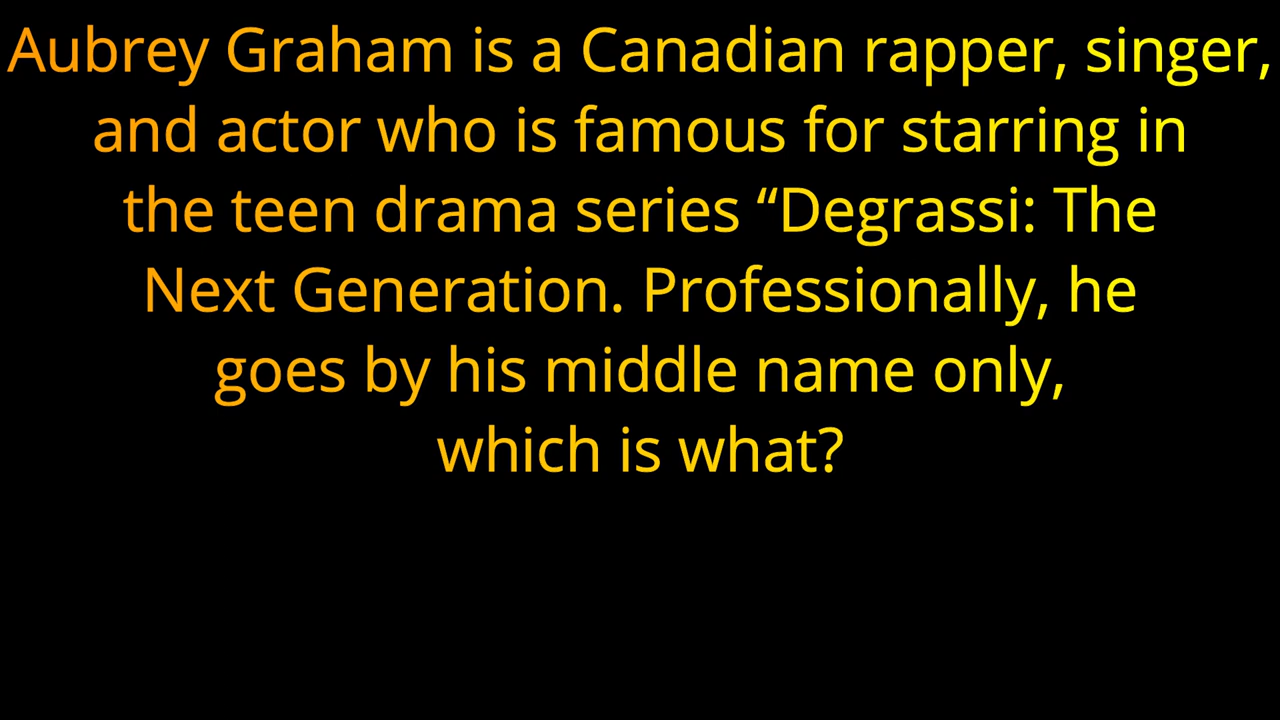 Aubrey Graham is a Canadian rapper, singer,
and actor who is famous for starring in
the teen drama series “Degrassi: The
Next Generation. Professionally, he
goes by his middle name only,
which is what?